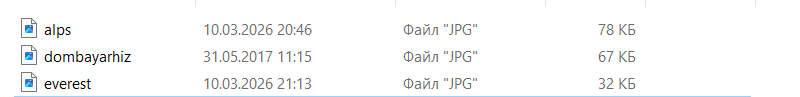 alps 10.03.2026 20:46 Файл "JPG" 78 КБ
dombayarhiz 31.05.2017 11:15 Файл "JPG" 67 КБ
everest 10.03.2026 21:13 Файл "JPG" 32 КБ